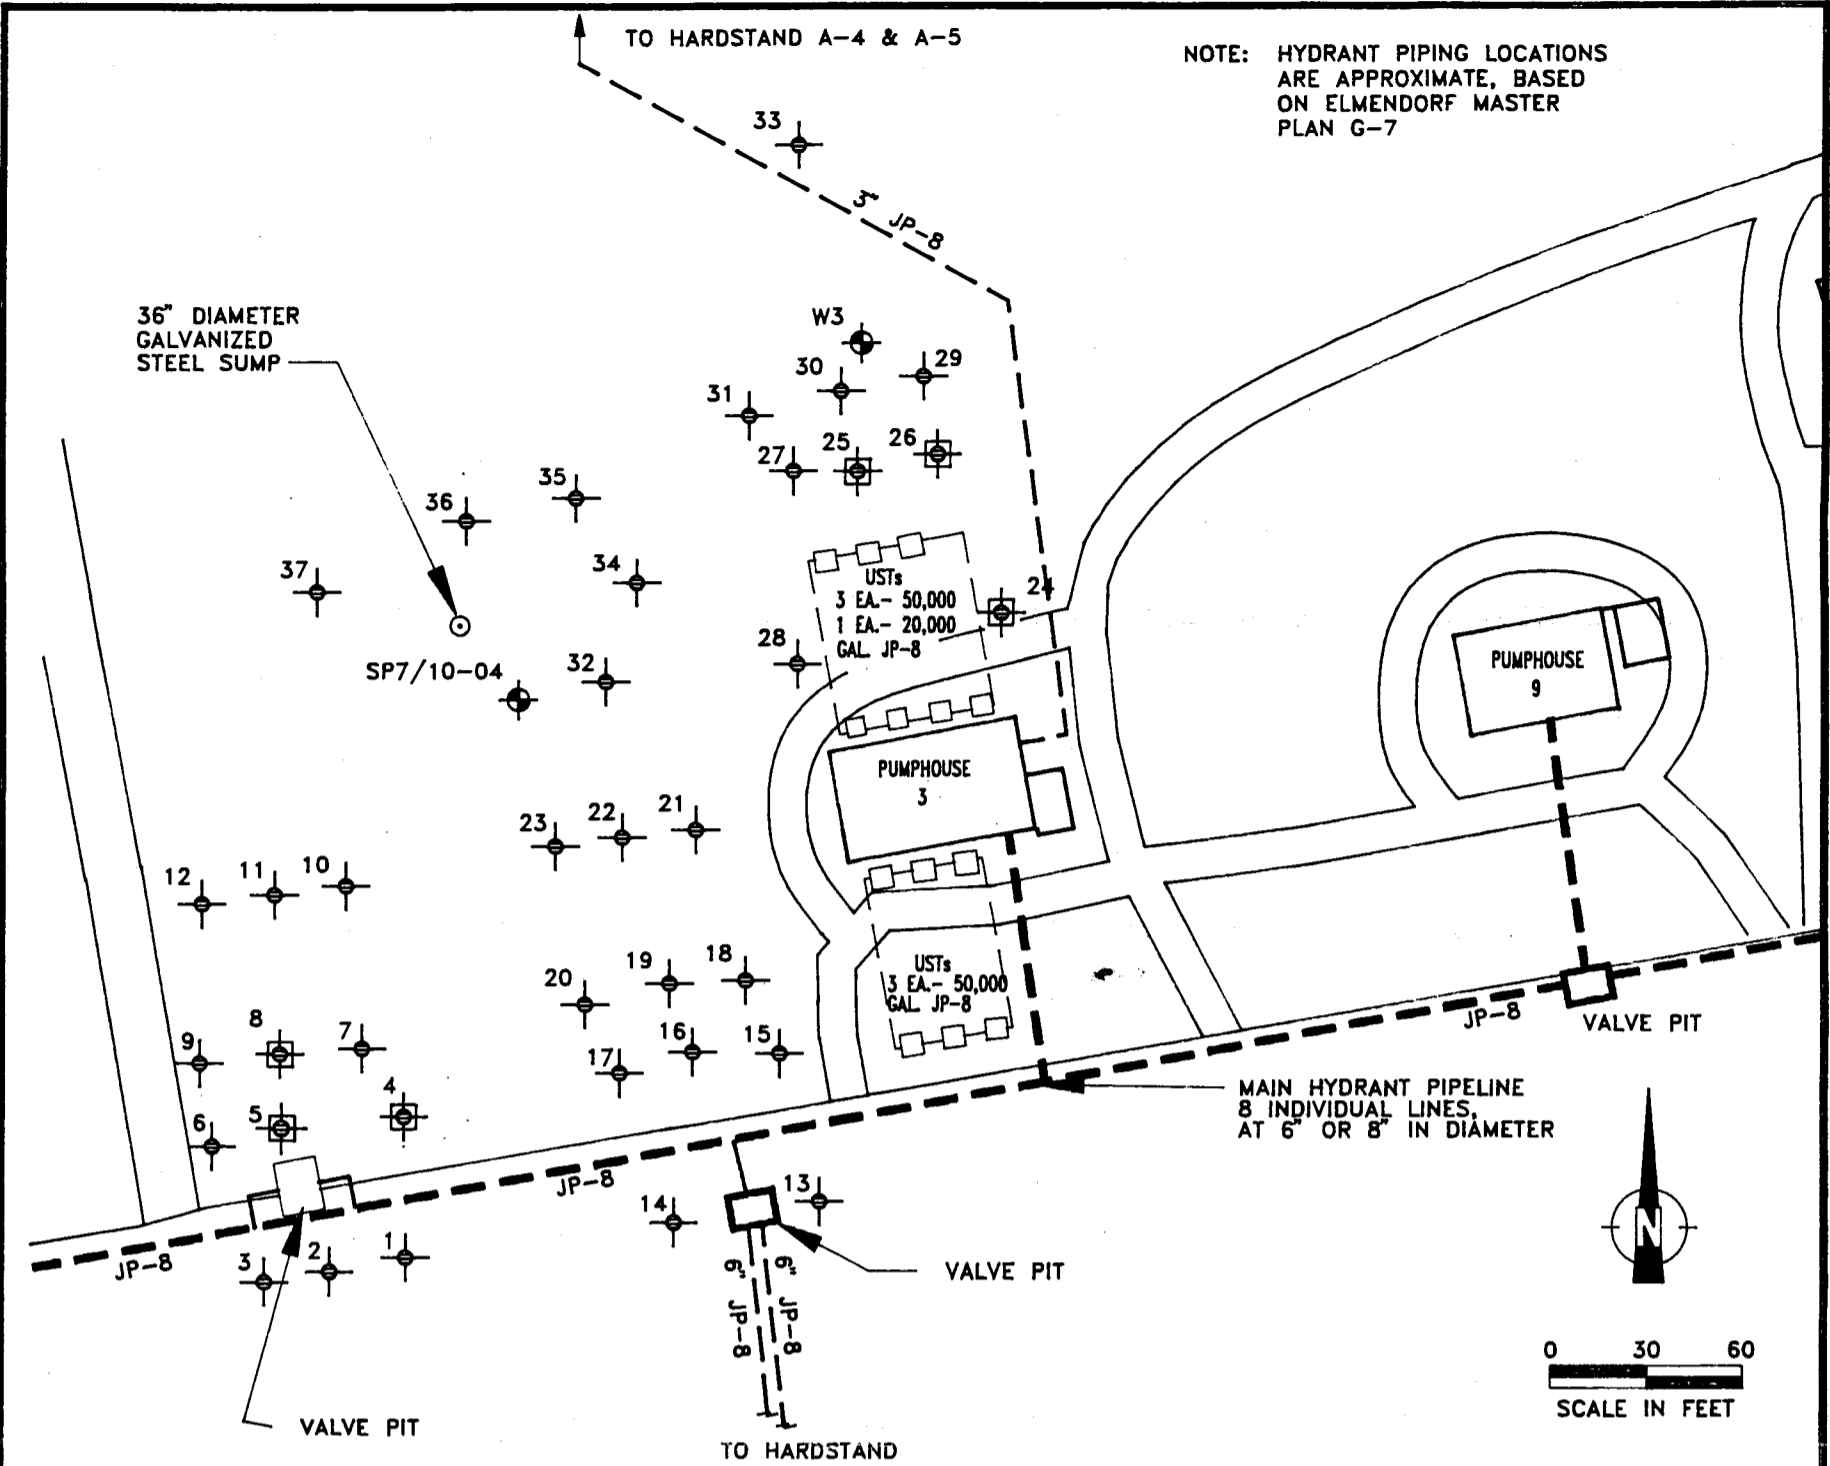 TO HARDSTAND A-4 & A-5
NOTE: HYDRANT PIPING LOCATIONS
ARE APPROXIMATE, BASED
ON ELMENDORF MASTER
PLAN G-7
33
3" JP-8
36" DIAMETER
GALVANIZED
STEEL SUMP
W3
30
29
31
27
25
26
35
36
37
34
USTs
3 EA.- 50,000
1 EA.- 20,000
GAL. JP-8
24
28
32
SP7/10-04
PUMPHOUSE
9
PUMPHOUSE
3
23
22
21
12
11
10
20
19
18
USTs
3 EA.- 50,000
GAL. JP-8
9
8
7
17
16
15
JP-8
VALVE PIT
6
5
4
MAIN HYDRANT PIPELINE
8 INDIVIDUAL LINES,
AT 6" OR 8" IN DIAMETER
JP-8
14
13
JP-8
3
2
1
6" JP-8
6" JP-8
VALVE PIT
N
VALVE PIT
TO HARDSTAND
0 30 60
SCALE IN FEET